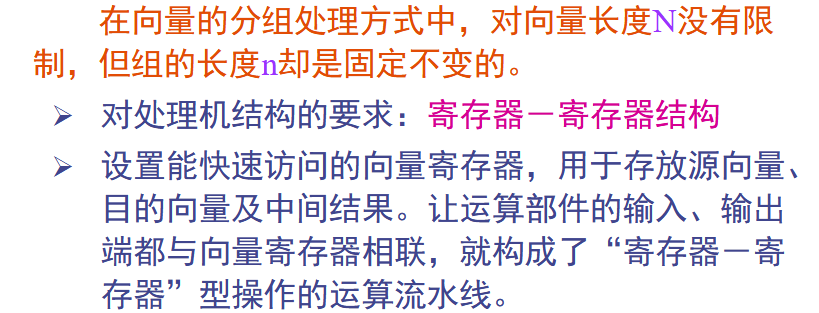 在向量的分组处理方式中，对向量长度N没有限
制，但组的长度n却是固定不变的。
➢ 对处理机结构的要求：寄存器－寄存器结构
➢ 设置能快速访问的向量寄存器，用于存放源向量、
目的向量及中间结果。让运算部件的输入、输出
端都与向量寄存器相联，就构成了“寄存器－寄
存器”型操作的运算流水线。